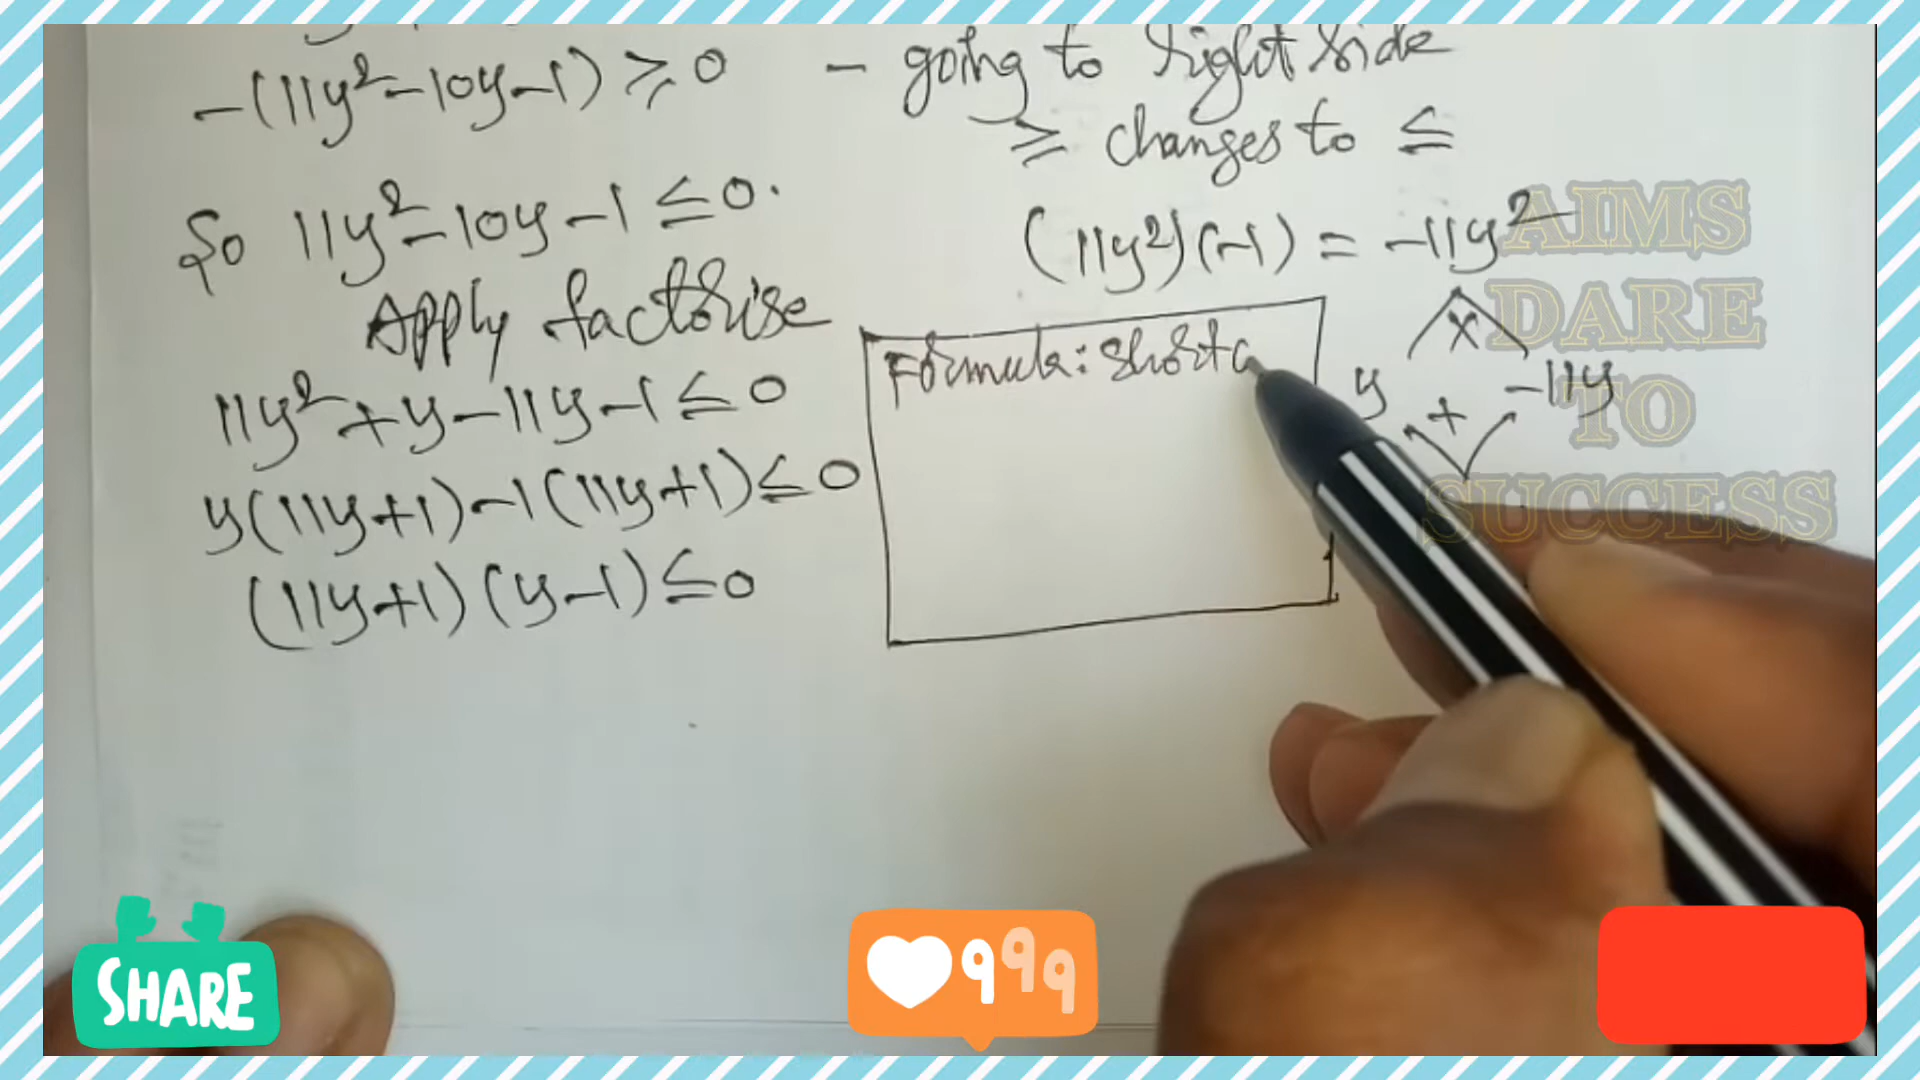 -(11y²-10y-1) ≥ 0
So 11y²-10y-1 ≤ 0.
Apply factorise
11y²+y-11y-1 ≤ 0
y(11y+1)-1(11y+1) ≤ 0
(11y+1)(y-1) ≤ 0
- going to right side
≥ changes to ≤
(11y²)(-1) = -11y²
x
y -11y
+
Formula: Shortc
AIMS
DARE
TO
SUCCESS
SHARE
999